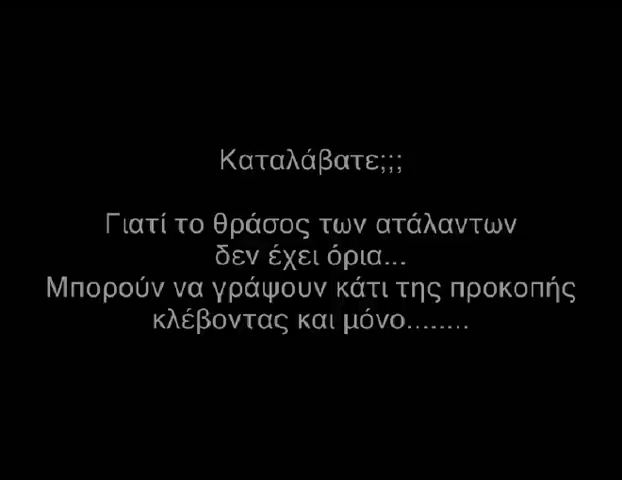 Καταλάβατε;;;
Γιατί το θράσος των ατάλαντων
δεν έχει όρια...
Μπορούν να γράψουν κάτι της προκοπής
κλέβοντας και μόνο........